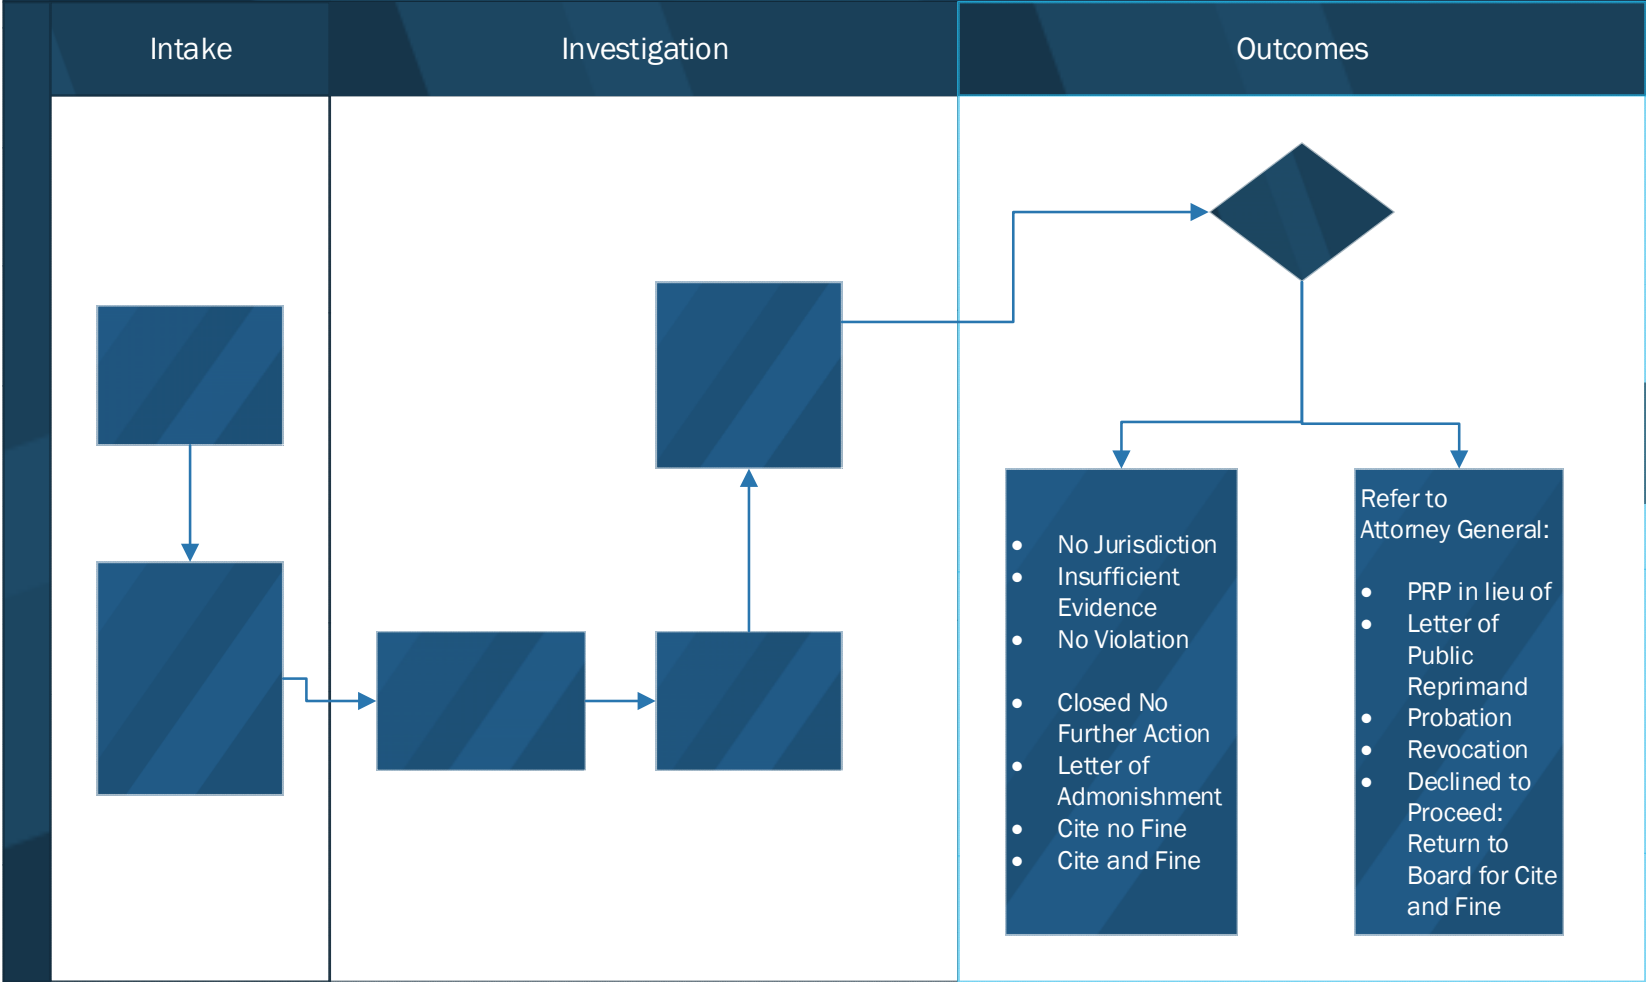 Intake
Investigation
Outcomes
• No Jurisdiction
• Insufficient
Evidence
• No Violation
• Closed No
Further Action
• Letter of
Admonishment
• Cite no Fine
• Cite and Fine
Refer to
Attorney General:
• PRP in lieu of
• Letter of
Public
Reprimand
• Probation
• Revocation
• Declined to
Proceed:
Return to
Board for Cite
and Fine